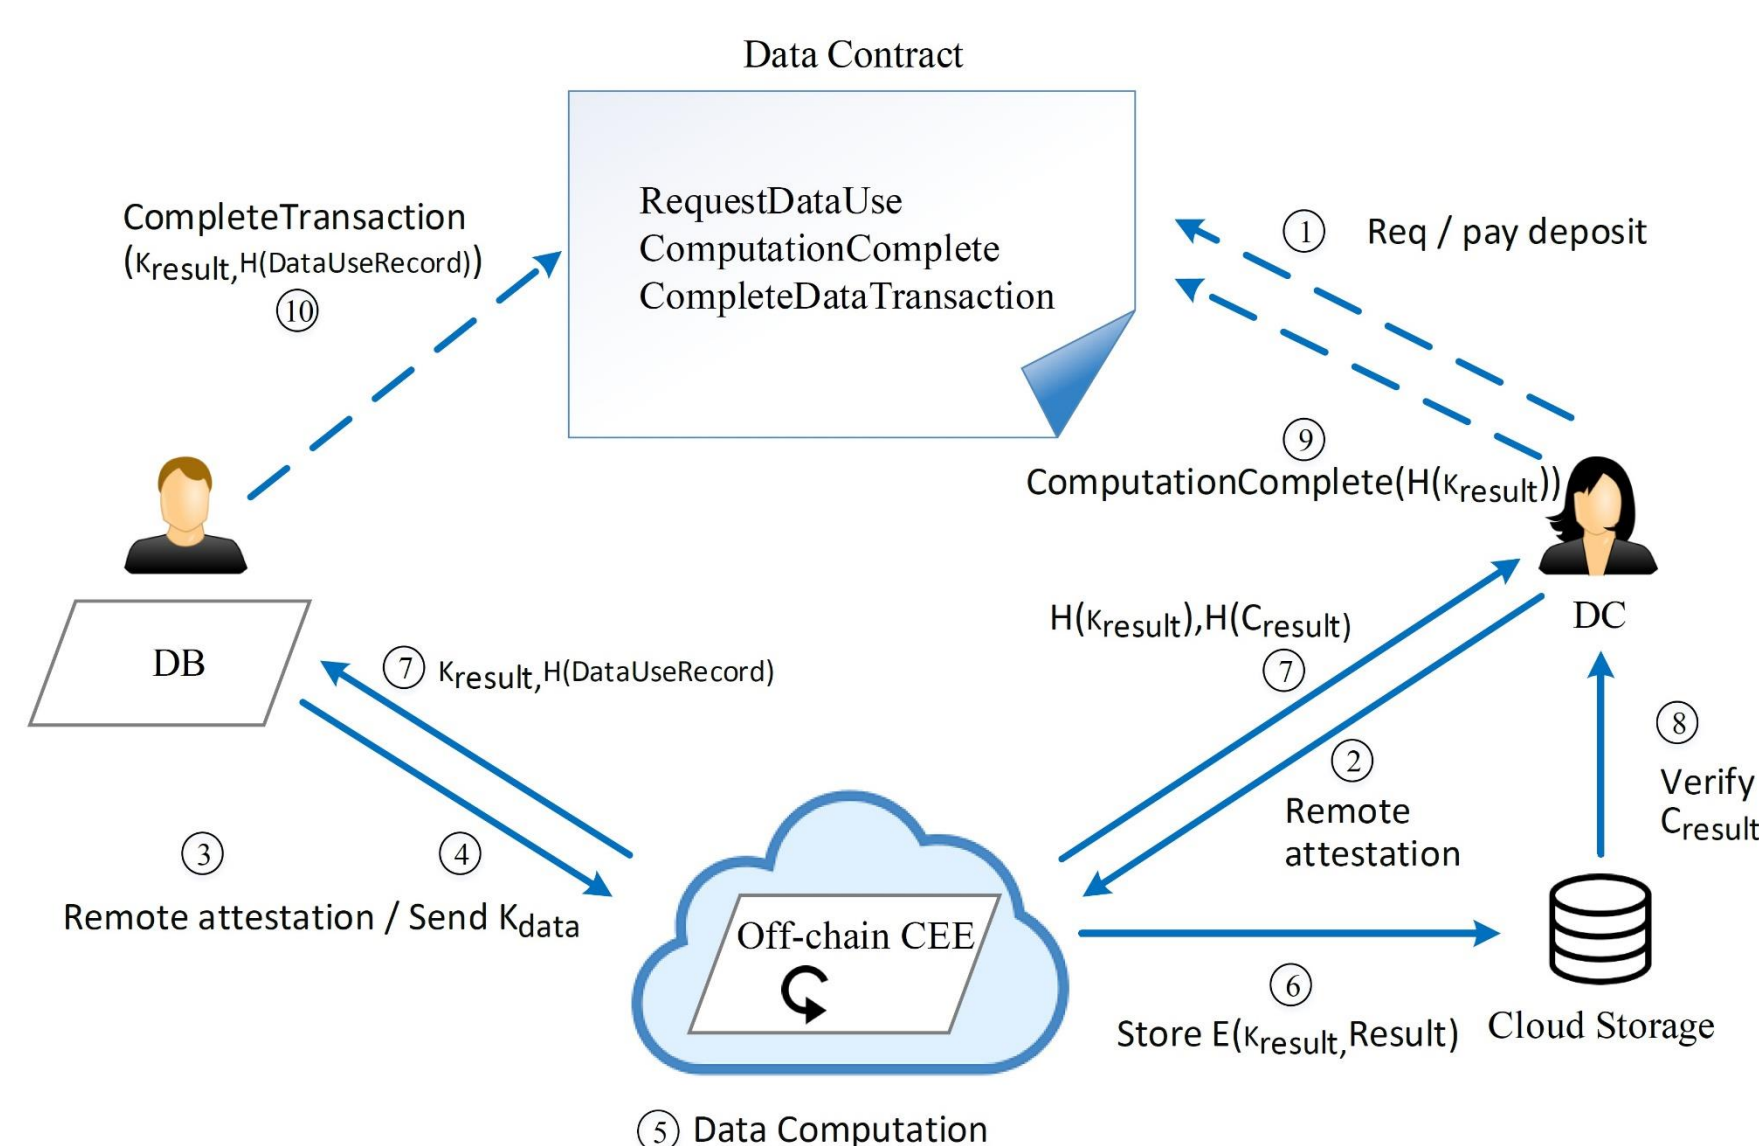 Data Contract
RequestDataUse
ComputationComplete
CompleteDataTransaction
CompleteTransaction
(Kresult,H(DataUseRecord))
10
1 Req / pay deposit
9
ComputationComplete(H(Kresult))
DC
DB
7 Kresult,H(DataUseRecord)
H(Kresult),H(Cresult)
7
8
Verify
Cresult
2
Remote
attestation
3 4
Remote attestation / Send Kdata
Off-chain CEE
6
Store E(Kresult,Result)
Cloud Storage
5 Data Computation